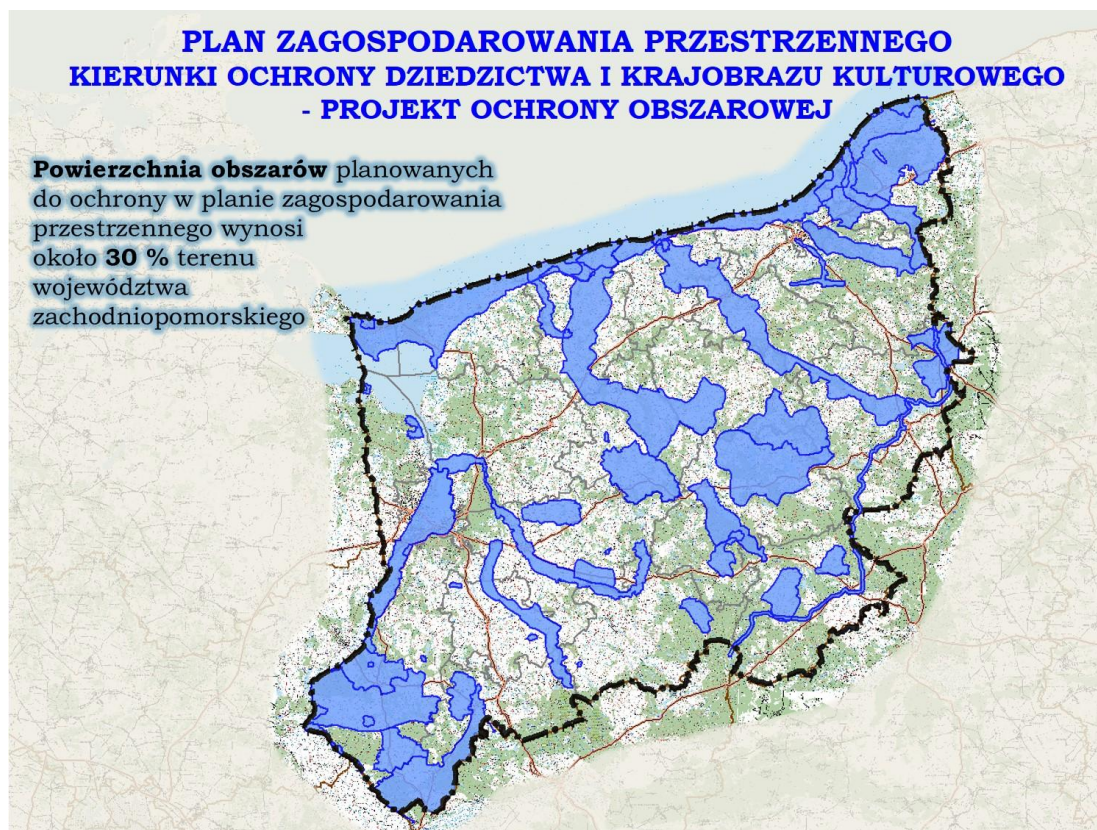 PLAN ZAGOSPODAROWANIA PRZESTRZENNEGO
KIERUNKI OCHRONY DZIEDZICTWA I KRAJOBRAZU KULTUROWEGO
- PROJEKT OCHRONY OBSZAROWEJ
Powierzchnia obszarów planowanych
do ochrony w planie zagospodarowania
przestrzennego wynosi
około 30 % terenu
województwa
zachodniopomorskiego